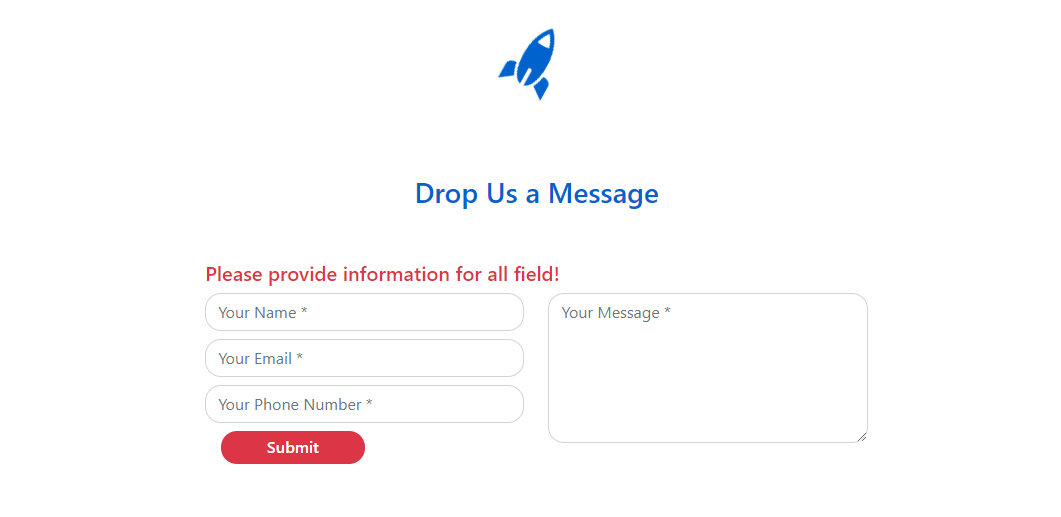 Drop Us a Message
Please provide information for all field!
Your Name *
Your Email *
Your Phone Number *
Submit
Your Message *